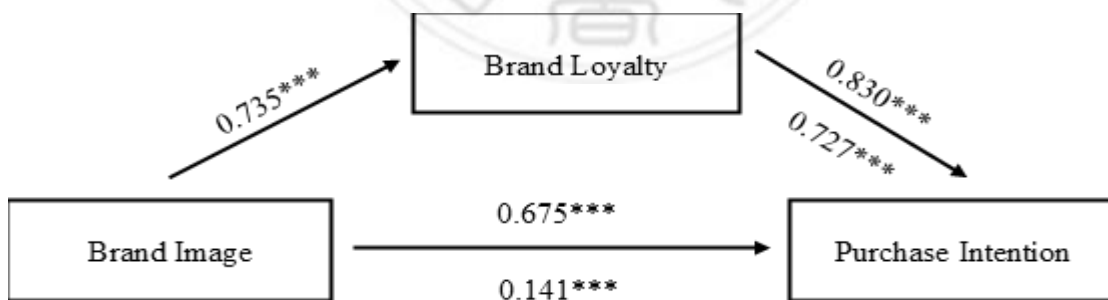 Brand Loyalty
0.735***
0.830***
0.727***
0.675***
Brand Image
Purchase Intention
0.141***